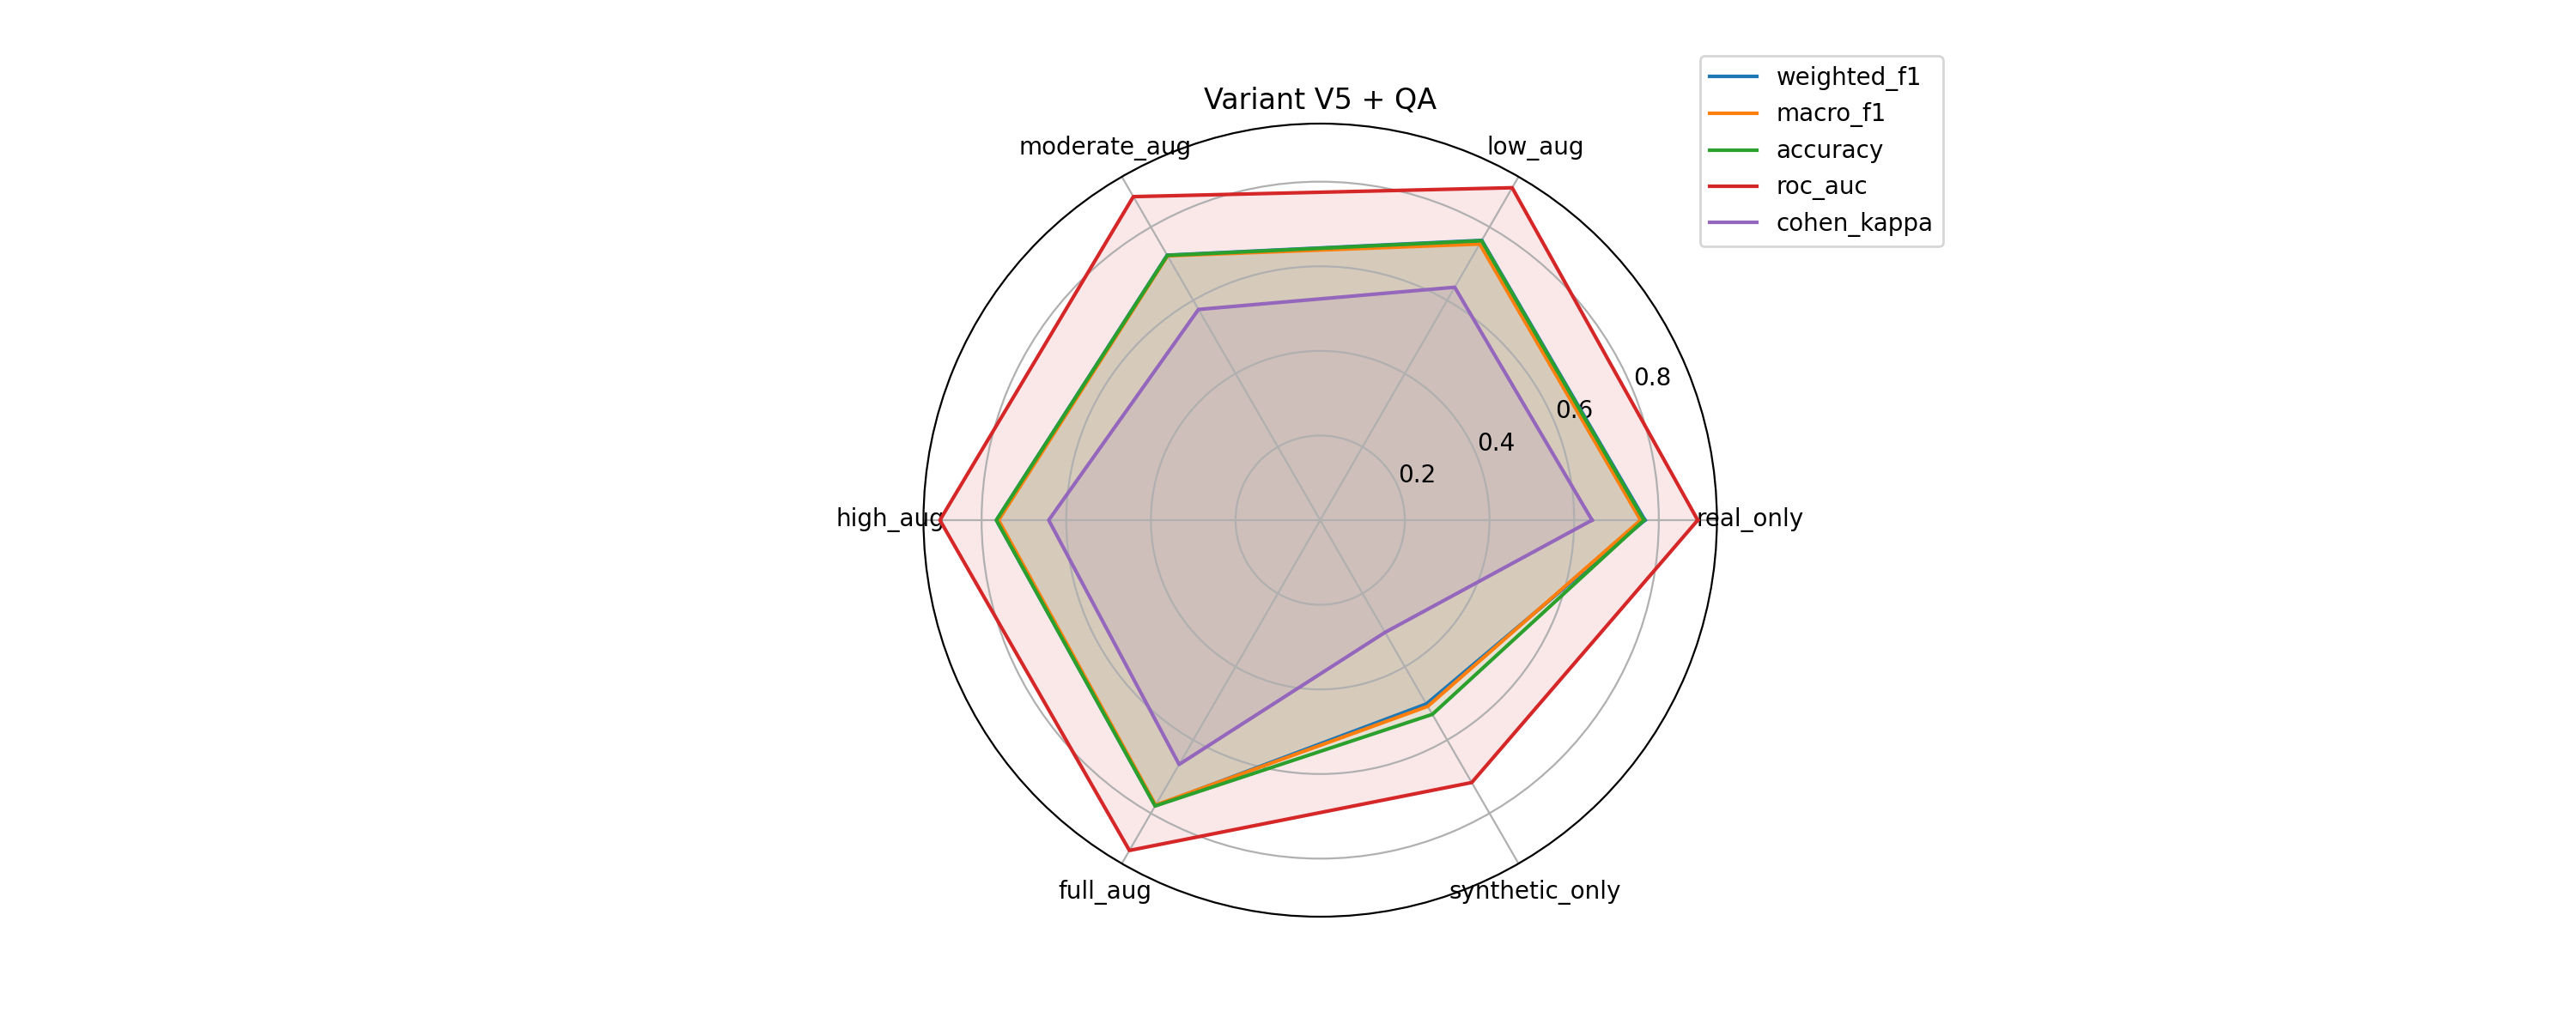 Variant V5 + QA
weighted_f1
macro_f1
accuracy
roc_auc
cohen_kappa
moderate_aug
low_aug
0.8
0.6
0.4
0.2
high_aug
real_only
full_aug
synthetic_only